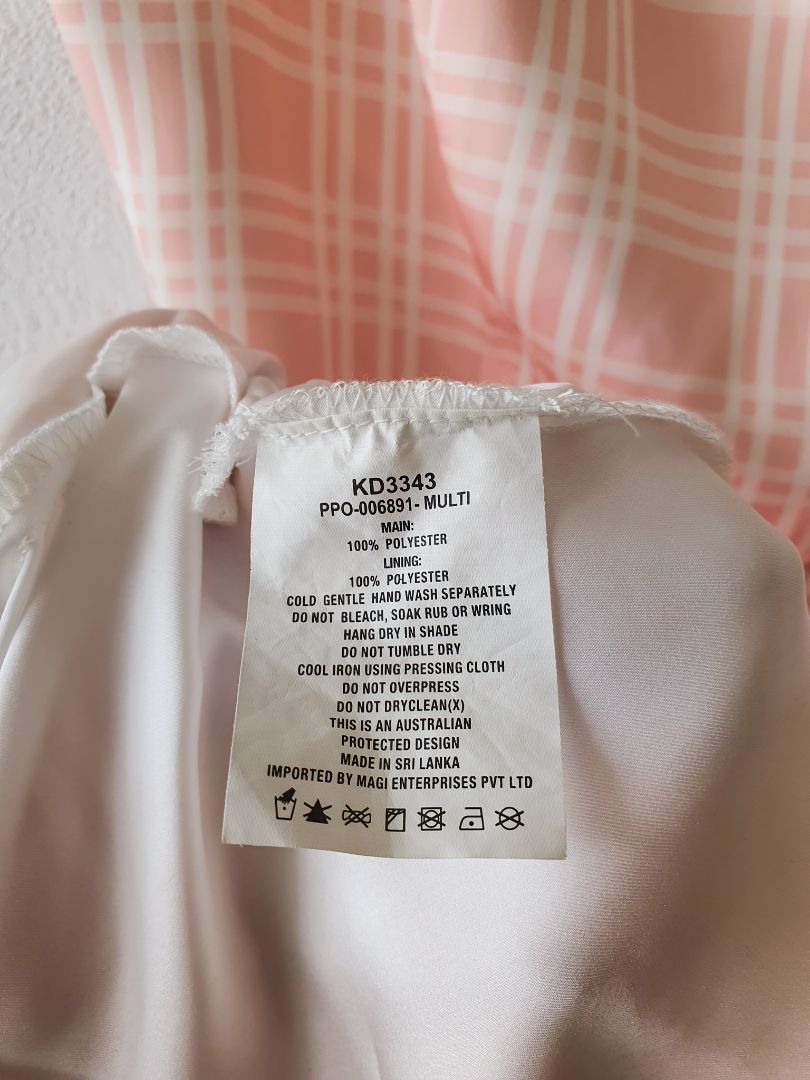 KD3343
PPO-006891- MULTI
MAIN:
100% POLYESTER
LINING:
100% POLYESTER
COLD GENTLE HAND WASH SEPARATELY
DO NOT BLEACH, SOAK RUB OR WRING
HANG DRY IN SHADE
DO NOT TUMBLE DRY
COOL IRON USING PRESSING CLOTH
DO NOT OVERPRESS
DO NOT DRYCLEAN(X)
THIS IS AN AUSTRALIAN
PROTECTED DESIGN
MADE IN SRI LANKA
IMPORTED BY MAGI ENTERPRISES PVT LTD